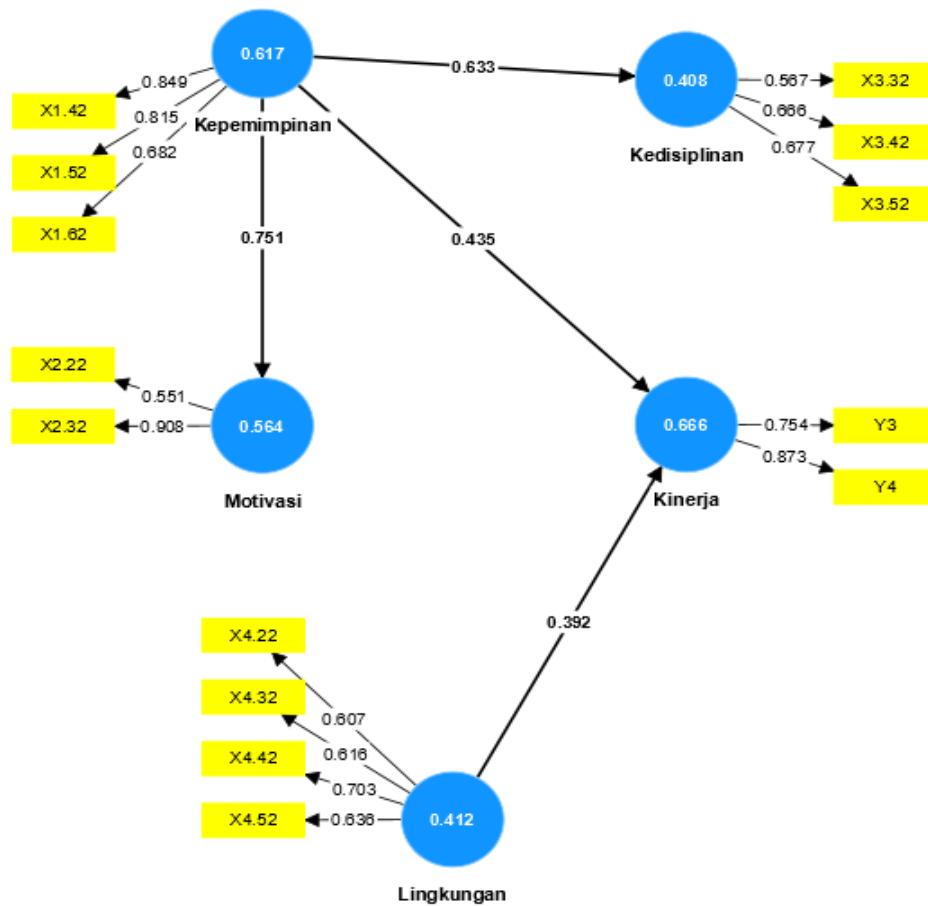 0.617
0.633
0.408
0.849
0.567
X3.32
X1.42
0.815
Kepemimpinan
0.666
X3.42
0.682
0.677
Kedisiplinan
X1.52
X3.52
X1.62
0.751
0.435
X2.22
0.551
X2.32
0.908
0.564
0.666
0.754
Y3
0.873
Y4
Motivasi
Kinerja
0.392
X4.22
X4.32
0.607
0.616
X4.42
0.703
X4.52
0.636
0.412
Lingkungan